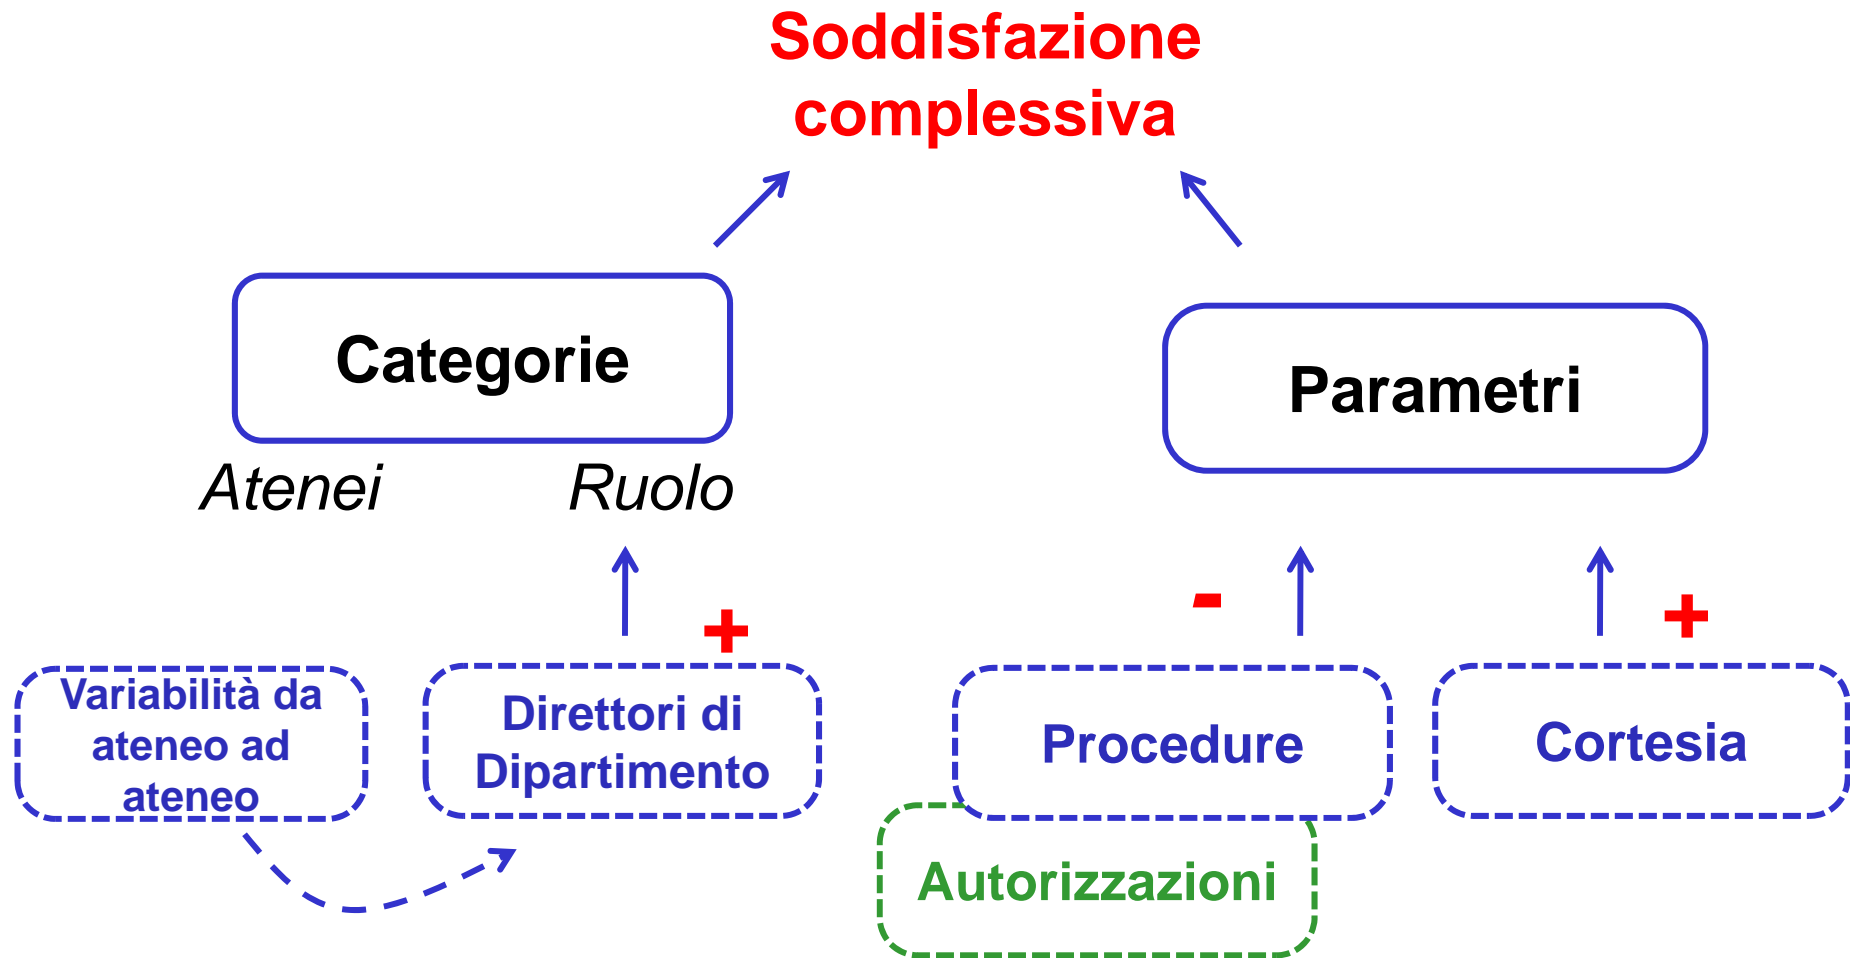 Soddisfazione
complessiva
Categorie
Parametri
Atenei
Ruolo
-
+
+
Variabilità da
ateneo ad
ateneo
Direttori di
Dipartimento
Procedure
Cortesia
Autorizzazioni